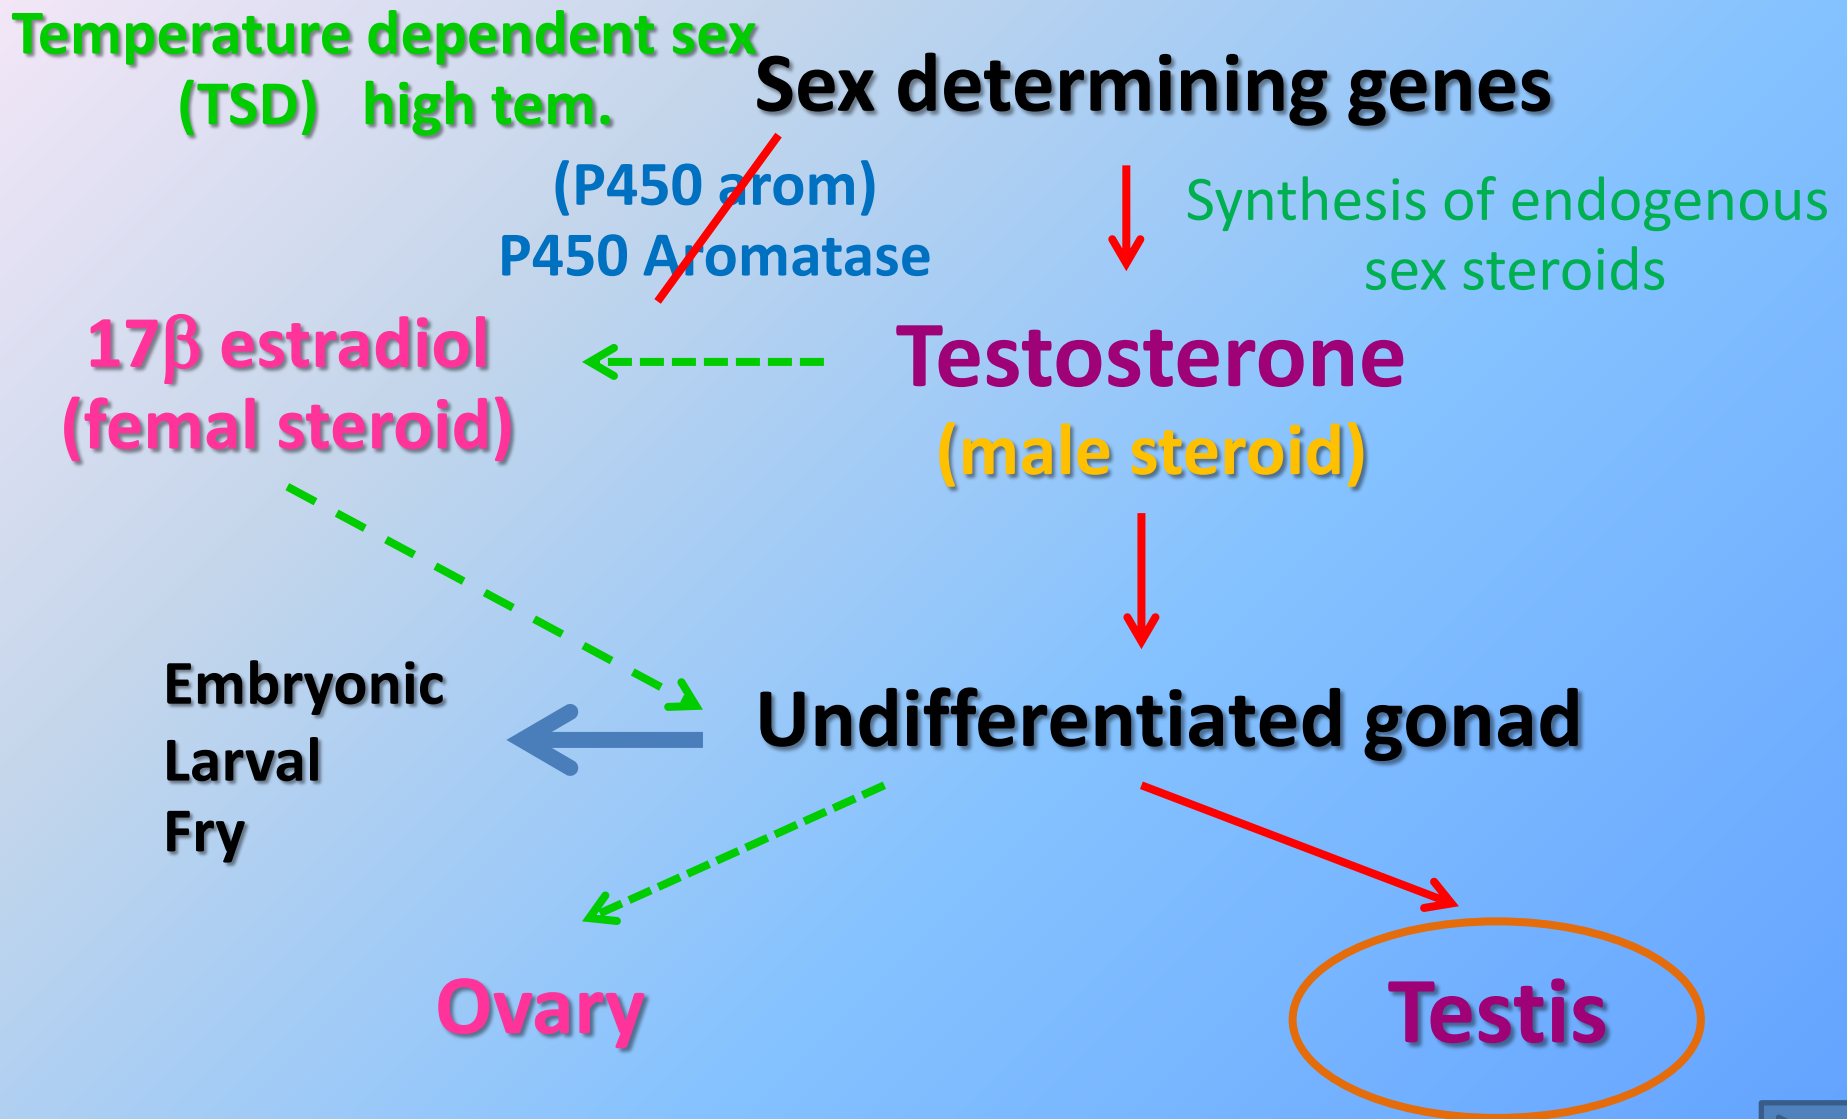 Temperature dependent sex
(TSD) high tem.
Sex determining genes
(P450 arom)
P450 Aromatase
Synthesis of endogenous
sex steroids
17β estradiol
(femal steroid)
Testosterone
(male steroid)
Embryonic
Larval
Fry
Undifferentiated gonad
Ovary
Testis